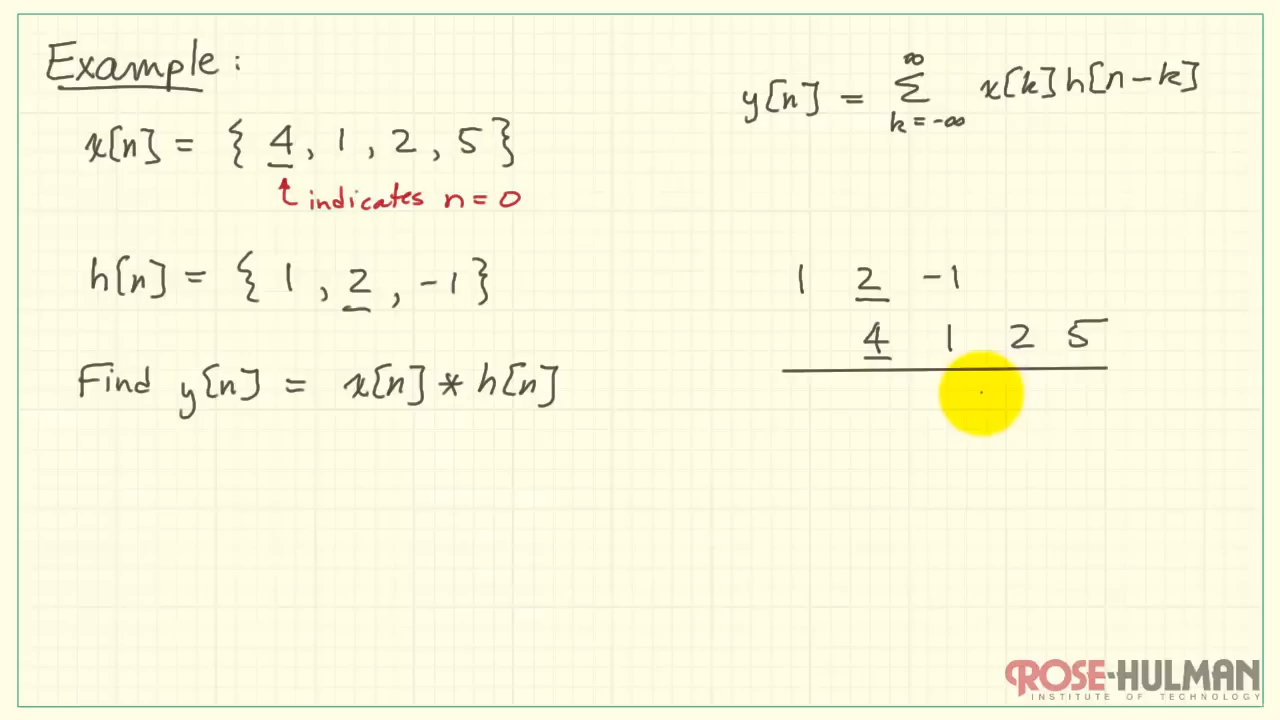 Example:
x[n] = { 4, 1, 2, 5 }
indicates n = 0
h[n] = { 1, 2, -1 }
Find y[n] = x[n] * h[n]
y[n] = ∞ Σ k = -∞ x[k] h[n-k]
1 2 -1
4 1 2 5
ROSE-HULMAN
INSTITUTE OF TECHNOLOGY